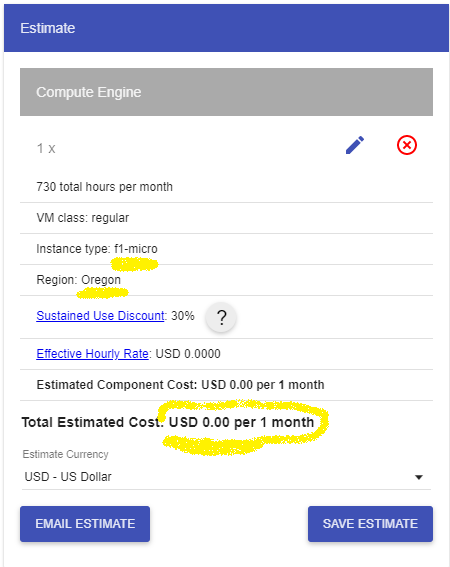 Estimate
Compute Engine
1 x
730 total hours per month
VM class: regular
Instance type: f1-micro
Region: Oregon
Sustained Use Discount: 30% ?
Effective Hourly Rate: USD 0.0000
Estimated Component Cost: USD 0.00 per 1 month
Total Estimated Cost: USD 0.00 per 1 month
Estimate Currency
USD - US Dollar
EMAIL ESTIMATE SAVE ESTIMATE